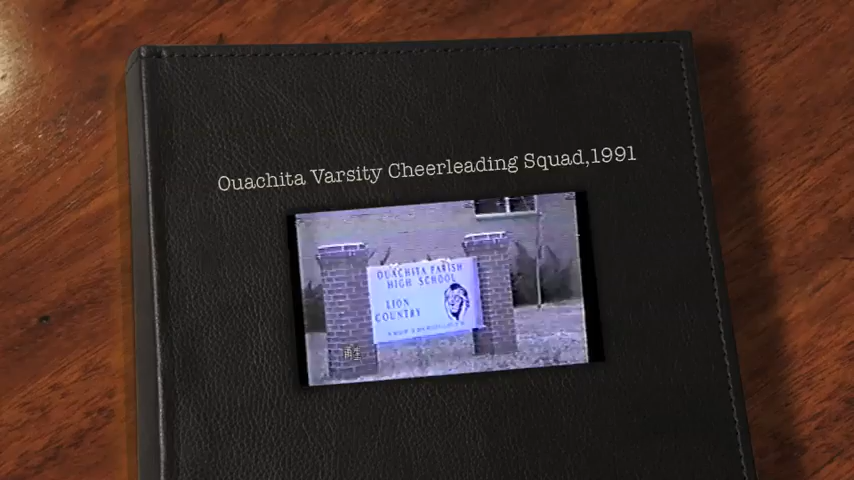 Ouachita Varsity Cheerleading Squad,1991
OUACHITA PARISH
HIGH SCHOOL
LION
COUNTRY